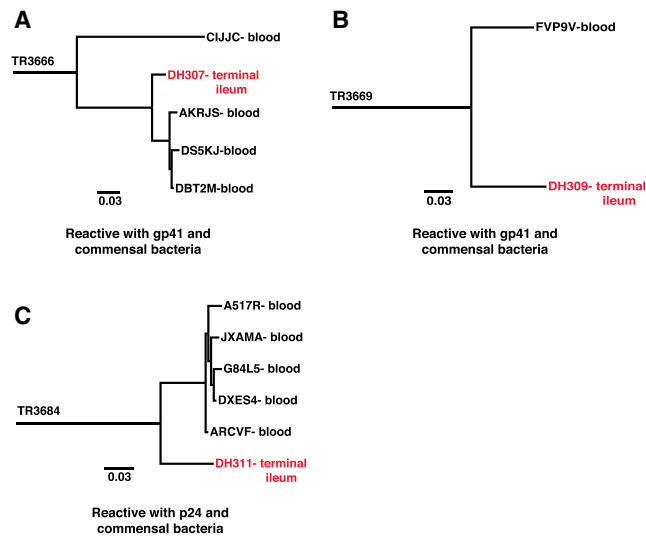 A
CIJJC- blood
TR3666
DH307- terminal
ileum
AKRJS- blood
DS5KJ-blood
DBT2M-blood
0.03
Reactive with gp41 and
commensal bacteria
B
FVP9V-blood
TR3669
DH309- terminal
ileum
0.03
Reactive with gp41 and
commensal bacteria
C
A517R- blood
JXAMA- blood
G84L5- blood
DXES4- blood
TR3684
ARCVF- blood
DH311- terminal
ileum
0.03
Reactive with p24 and
commensal bacteria